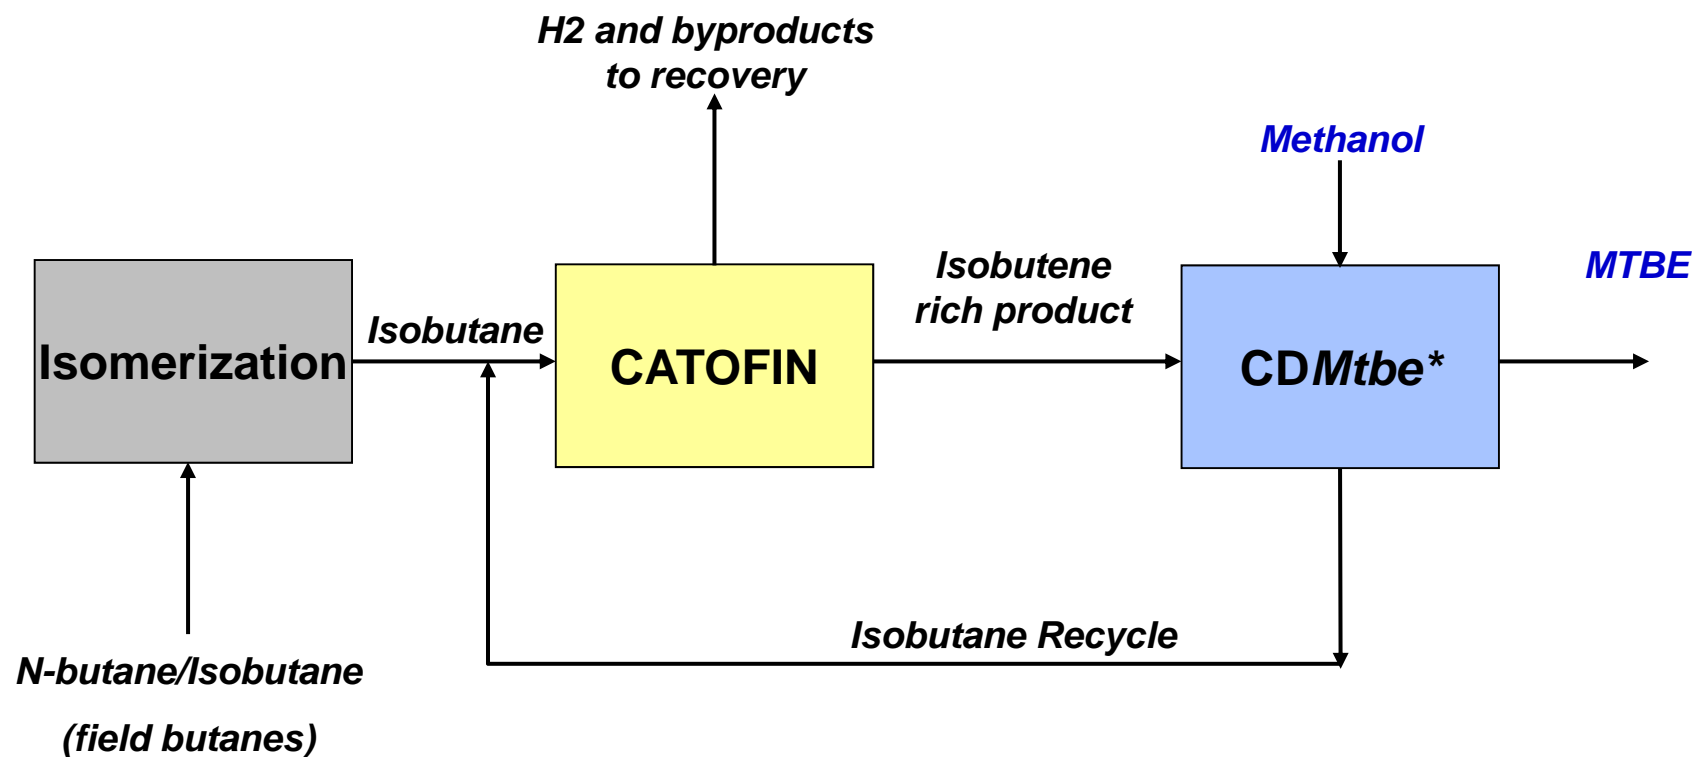 H2 and byproducts
to recovery
Methanol
Isobutene
rich product
MTBE
Isobutane
Isomerization
CATOFIN
CDMtbe*
Isobutane Recycle
N-butane/Isobutane
(field butanes)